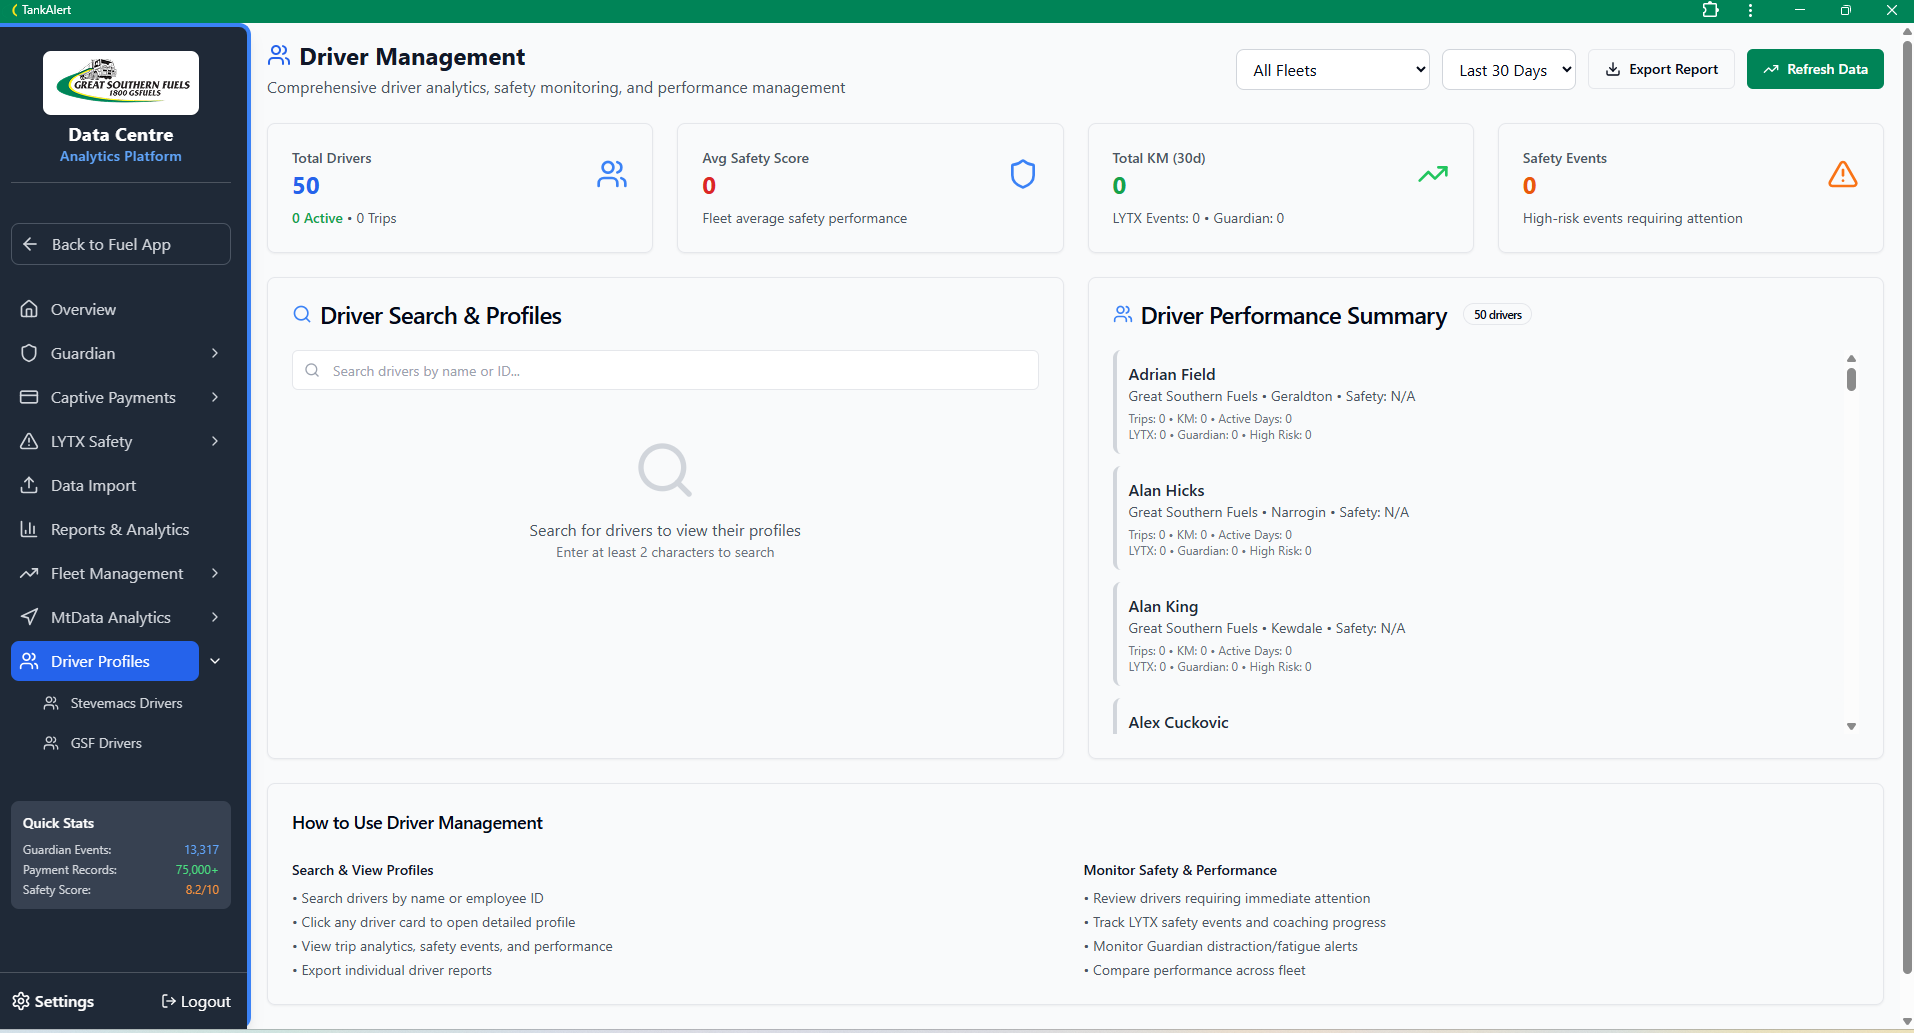 TankAlert
GREAT SOUTHERN FUELS
1800 GSFUELS
Data Centre
Analytics Platform
Back to Fuel App
Overview
Guardian
Captive Payments
LYTX Safety
Data Import
Reports & Analytics
Fleet Management
MtData Analytics
Driver Profiles
Stevemacs Drivers
GSF Drivers
Quick Stats
Guardian Events: 13,317
Payment Records: 75,000+
Safety Score: 8.2/10
Settings
Logout
Driver Management
Comprehensive driver analytics, safety monitoring, and performance management
All Fleets
Last 30 Days
Export Report
Refresh Data
Total Drivers
50
0 Active • 0 Trips
Avg Safety Score
0
Fleet average safety performance
Total KM (30d)
0
LYTX Events: 0 • Guardian: 0
Safety Events
0
High-risk events requiring attention
Driver Search & Profiles
Search drivers by name or ID...
Search for drivers to view their profiles
Enter at least 2 characters to search
Driver Performance Summary
50 drivers
Adrian Field
Great Southern Fuels • Geraldton • Safety: N/A
Trips: 0 • KM: 0 • Active Days: 0
LYTX: 0 • Guardian: 0 • High Risk: 0
Alan Hicks
Great Southern Fuels • Narrogin • Safety: N/A
Trips: 0 • KM: 0 • Active Days: 0
LYTX: 0 • Guardian: 0 • High Risk: 0
Alan King
Great Southern Fuels • Kewdale • Safety: N/A
Trips: 0 • KM: 0 • Active Days: 0
LYTX: 0 • Guardian: 0 • High Risk: 0
Alex Cuckovic
How to Use Driver Management
Search & View Profiles
• Search drivers by name or employee ID
• Click any driver card to open detailed profile
• View trip analytics, safety events, and performance
• Export individual driver reports
Monitor Safety & Performance
• Review drivers requiring immediate attention
• Track LYTX safety events and coaching progress
• Monitor Guardian distraction/fatigue alerts
• Compare performance across fleet